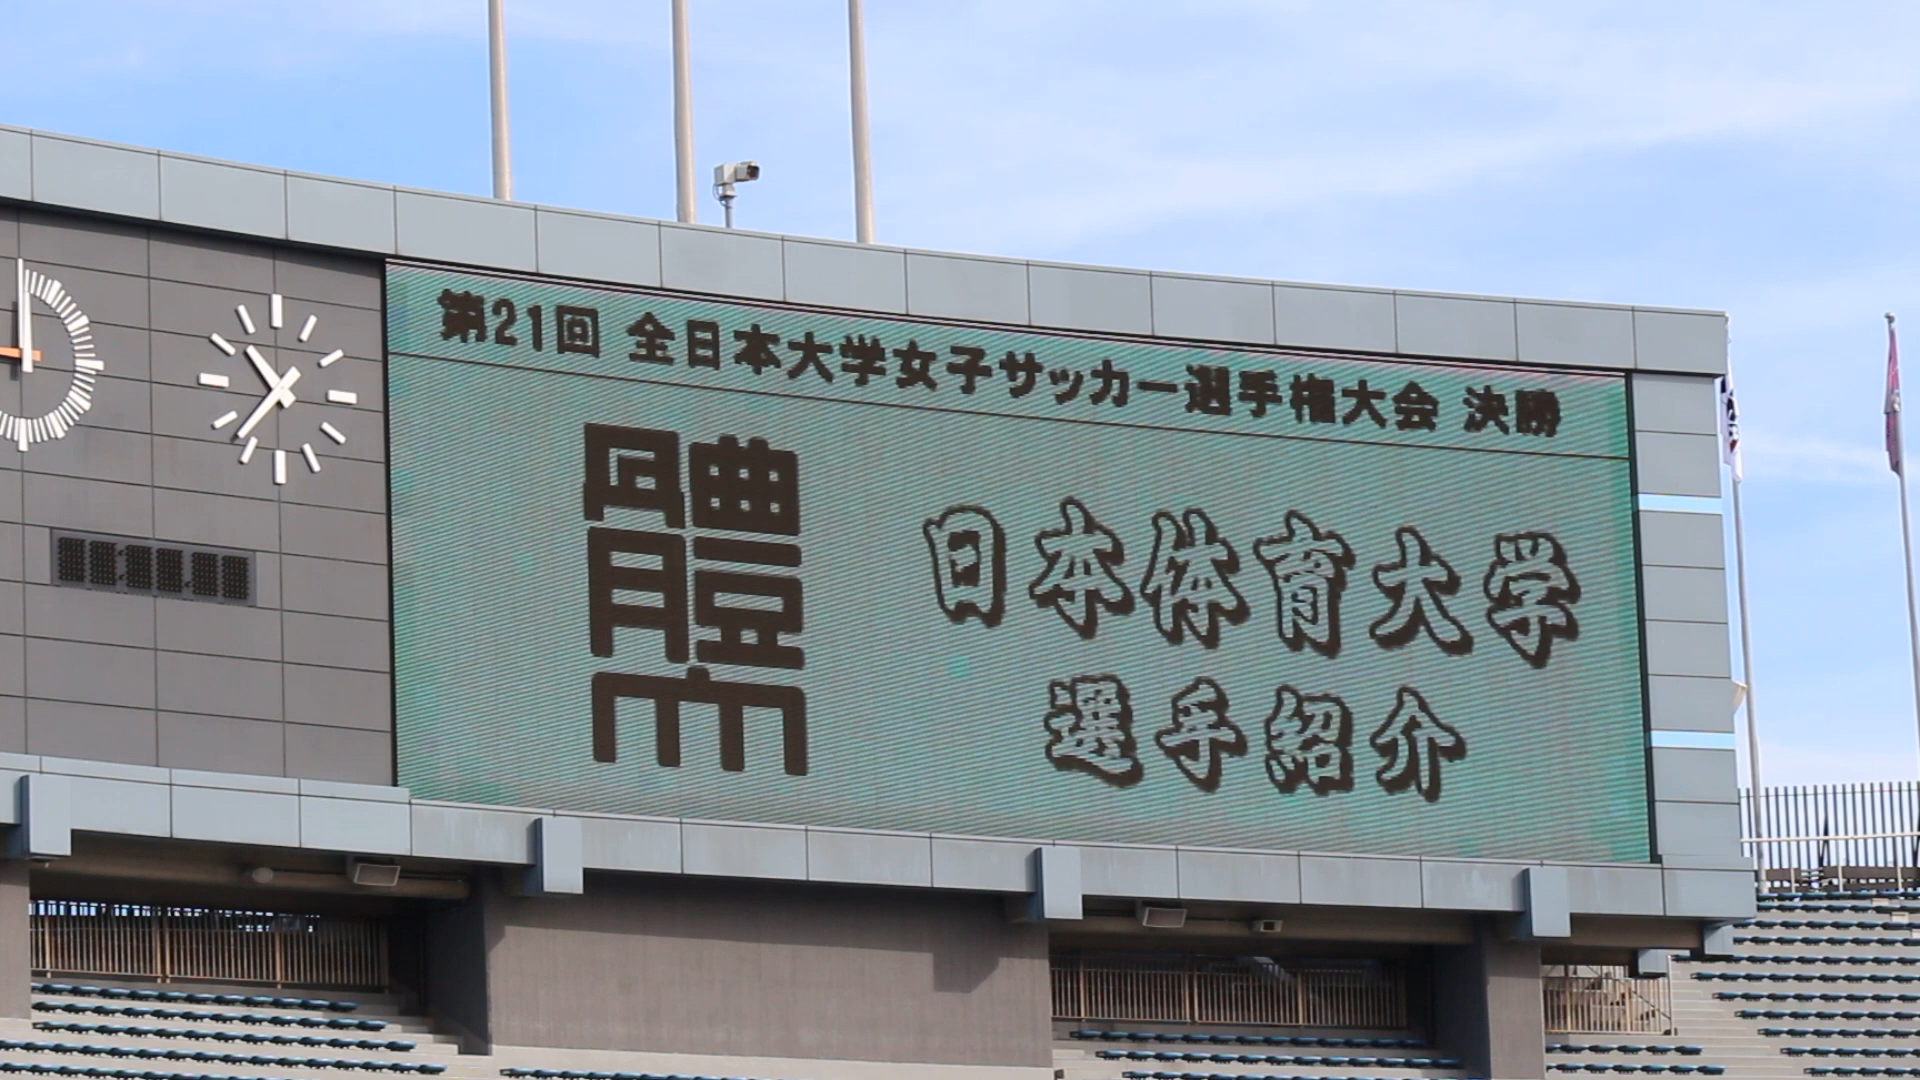 第21回 全日本大学女子サッカー選手権大会 決勝
體
日本体育大学
選手紹介